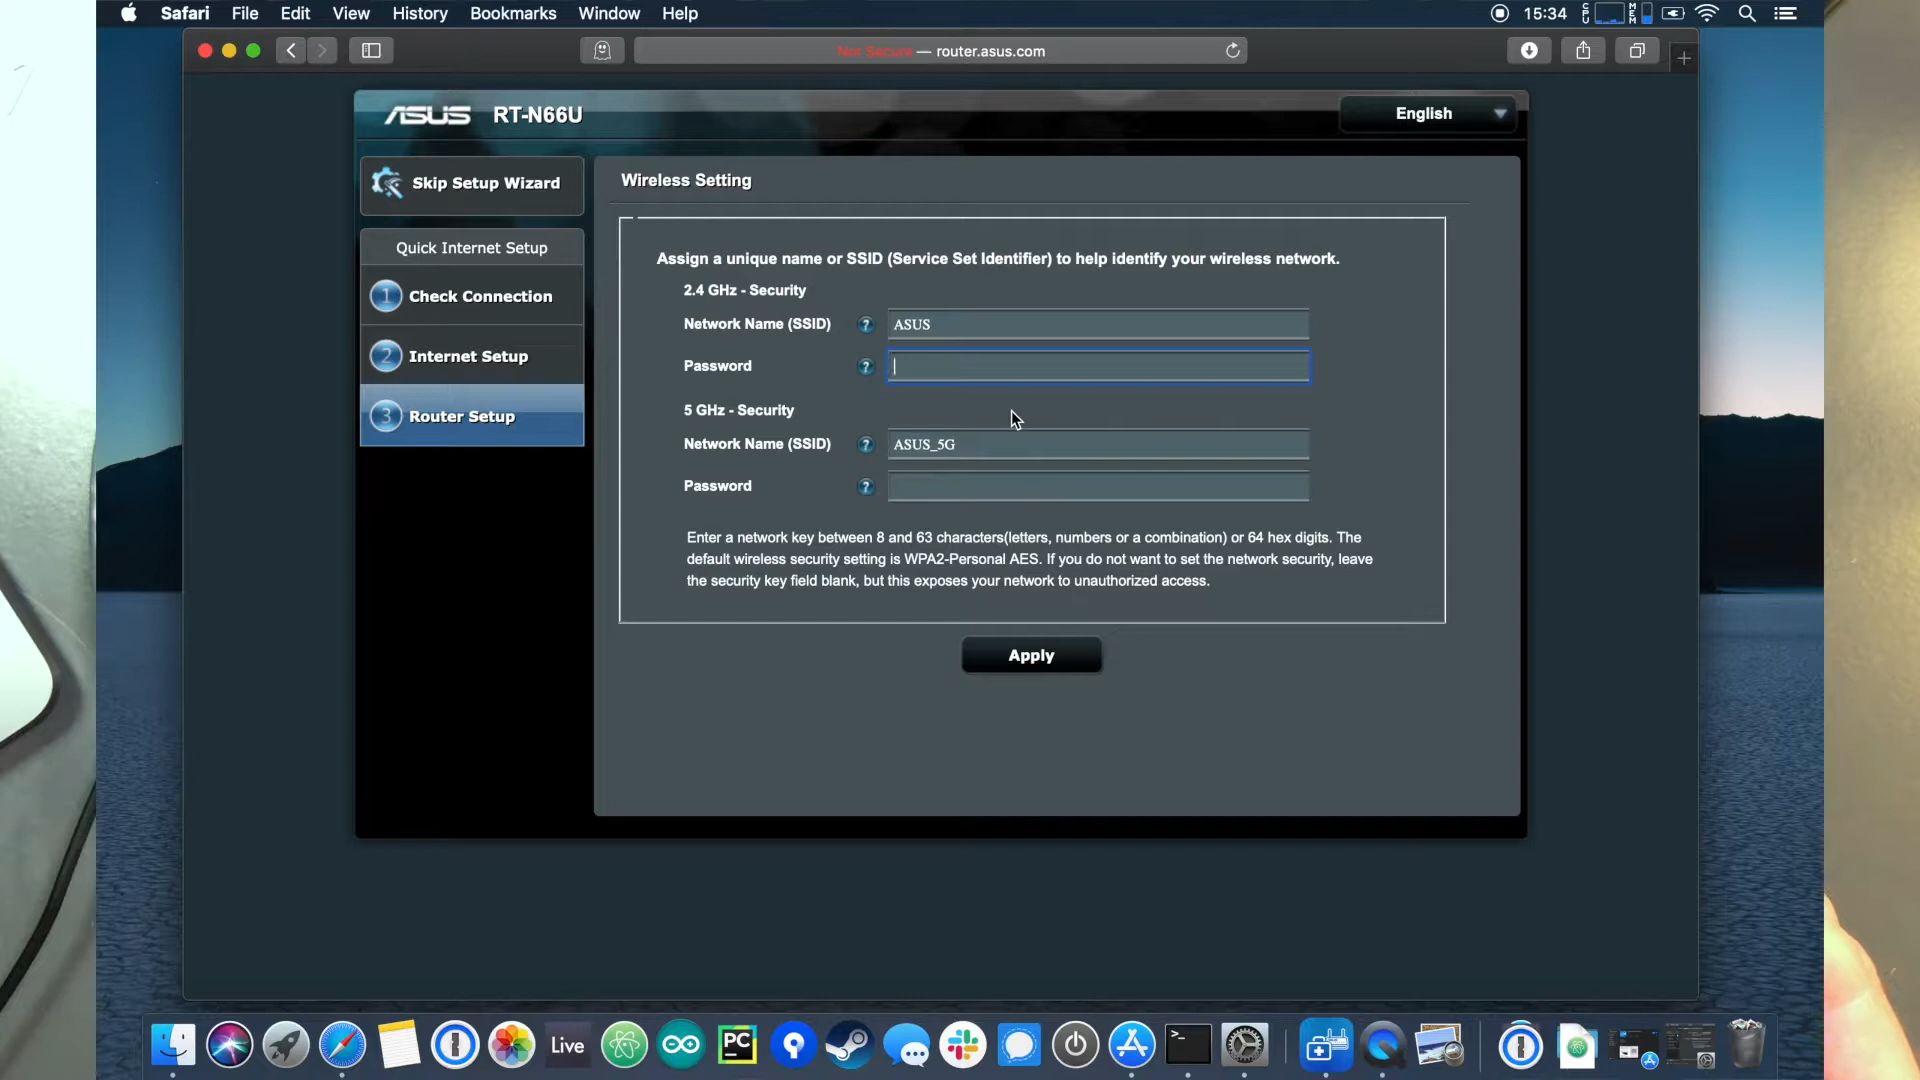 Safari File Edit View History Bookmarks Window Help 15:34 CPU MEM
Not Secure — router.asus.com
ASUS RT-N66U English
Skip Setup Wizard
Quick Internet Setup
1 Check Connection
2 Internet Setup
3 Router Setup
Wireless Setting
Assign a unique name or SSID (Service Set Identifier) to help identify your wireless network.
2.4 GHz - Security
Network Name (SSID) ? ASUS
Password ?
5 GHz - Security
Network Name (SSID) ? ASUS_5G
Password ?
Enter a network key between 8 and 63 characters(letters, numbers or a combination) or 64 hex digits. The
default wireless security setting is WPA2-Personal AES. If you do not want to set the network security, leave
the security key field blank, but this exposes your network to unauthorized access.
Apply
Live
PC